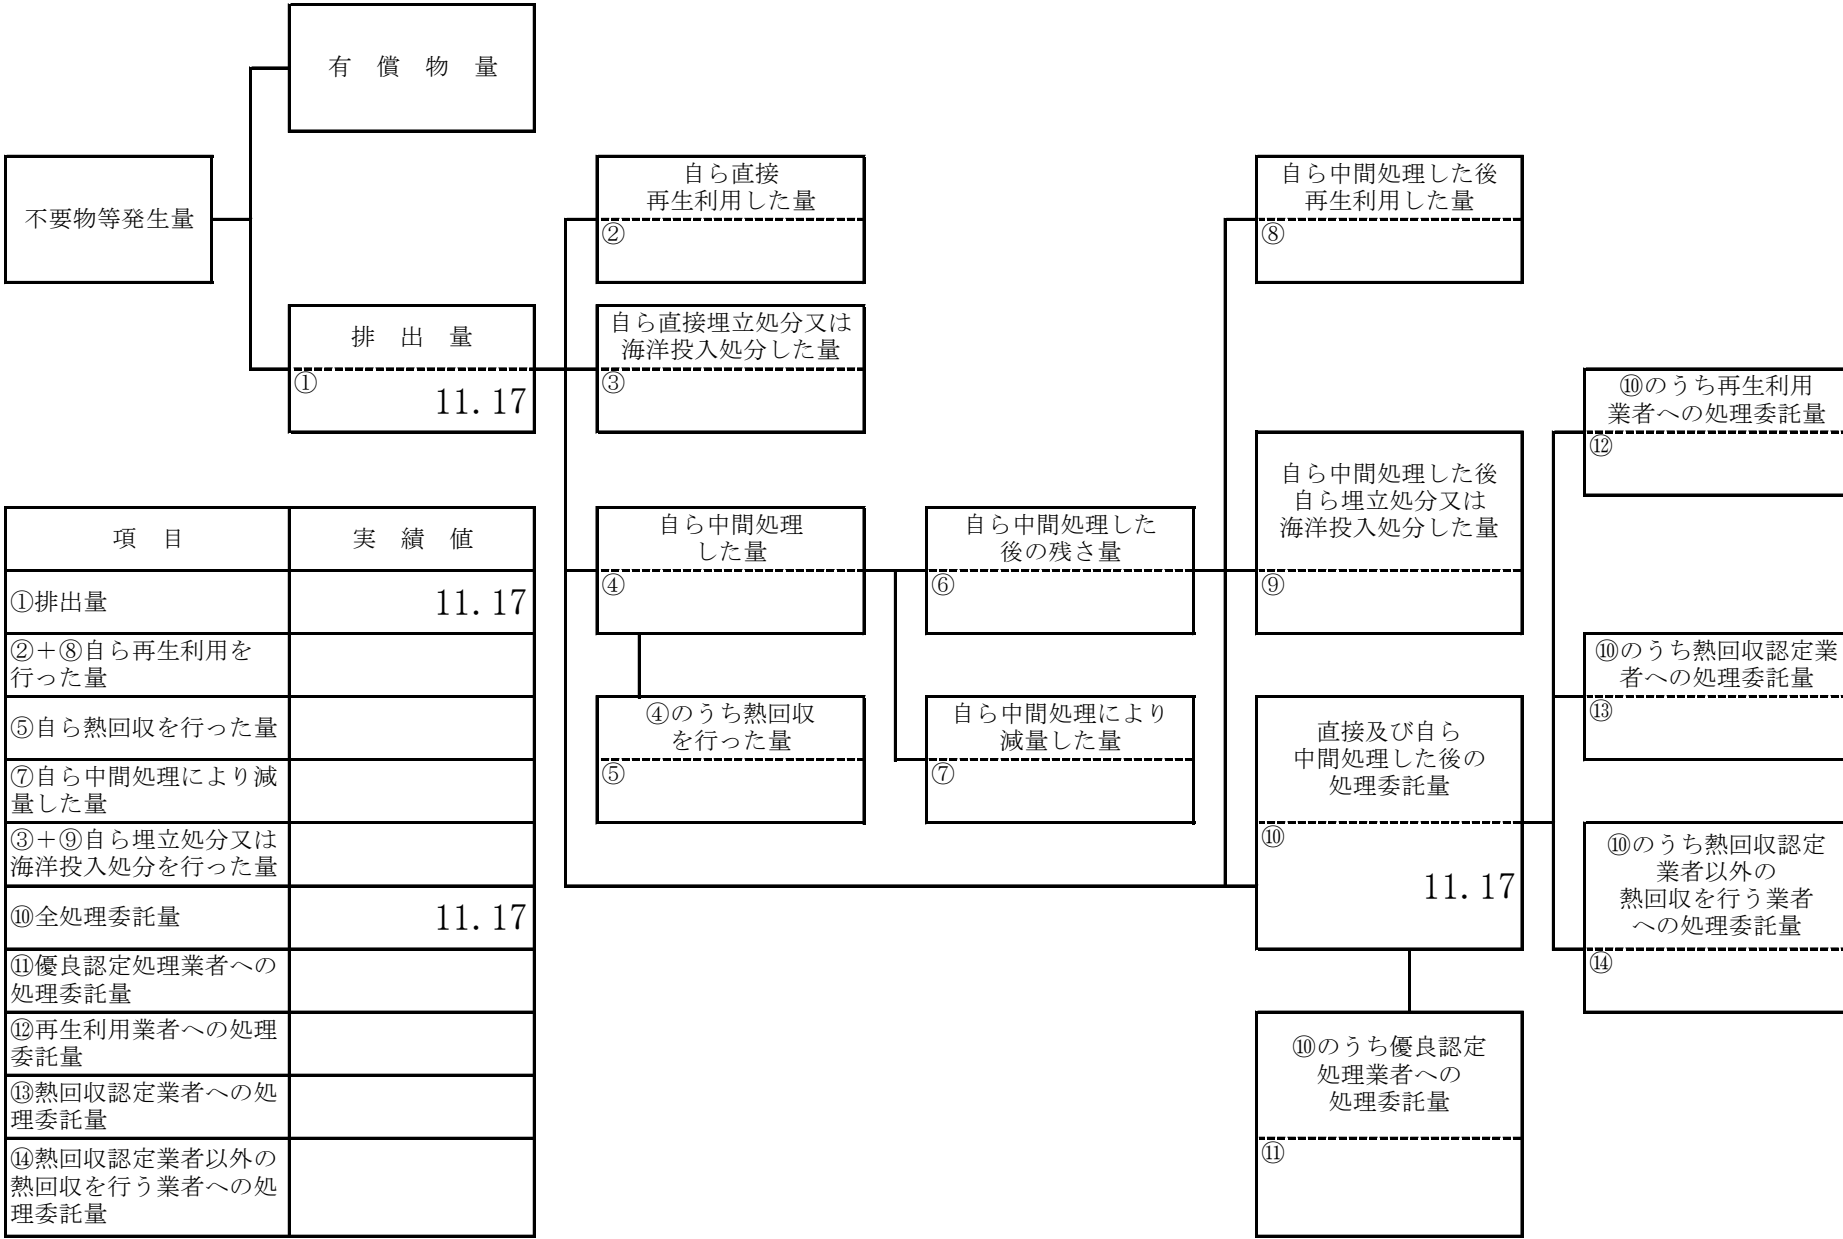 有 償 物 量
不要物等発生量
排 出 量
①
11.17
自ら直接
再生利用した量
②
自ら直接埋立処分又は
海洋投入処分した量
③
自ら中間処理
した量
④
④のうち熱回収
を行った量
⑤
自ら中間処理した
後の残さ量
⑥
自ら中間処理により
減量した量
⑦
自ら中間処理した後
再生利用した量
⑧
自ら中間処理した後
自ら埋立処分又は
海洋投入処分した量
⑨
直接及び自ら
中間処理した後の
処理委託量
⑩
11.17
⑩のうち優良認定
処理業者への
処理委託量
⑪
⑩のうち再生利用
業者への処理委託量
⑫
⑩のうち熱回収認定業
者への処理委託量
⑬
⑩のうち熱回収認定
業者以外の
熱回収を行う業者
への処理委託量
⑭
項 目
実 績 値
①排出量
11.17
②＋⑧自ら再生利用を
行った量
⑤自ら熱回収を行った量
⑦自ら中間処理により減
量した量
③＋⑨自ら埋立処分又は
海洋投入処分を行った量
⑩全処理委託量
11.17
⑪優良認定処理業者への
処理委託量
⑫再生利用業者への処理
委託量
⑬熱回収認定業者への処
理委託量
⑭熱回収認定業者以外の
熱回収を行う業者への処
理委託量